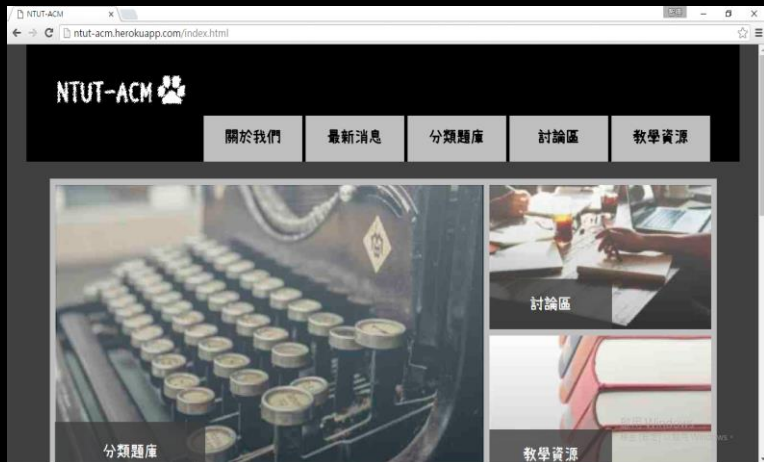 NTUT-ACM
ntut-acm.herokuapp.com/index.html
NTUT-ACM
關於我們 最新消息 分類題庫 討論區 教學資源
討論區
分類題庫
教學資源